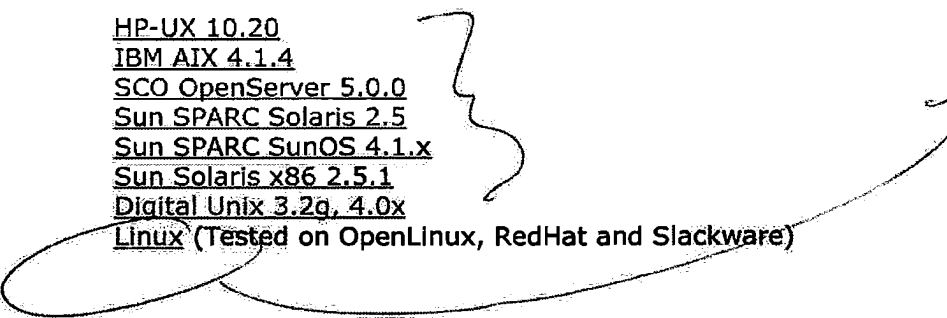 HP-UX 10.20
IBM AIX 4.1.4
SCO OpenServer 5.0.0
Sun SPARC Solaris 2.5
Sun SPARC SunOS 4.1.x
Sun Solaris x86 2.5.1
Digital Unix 3.2g, 4.0x
Linux (Tested on OpenLinux, RedHat and Slackware)